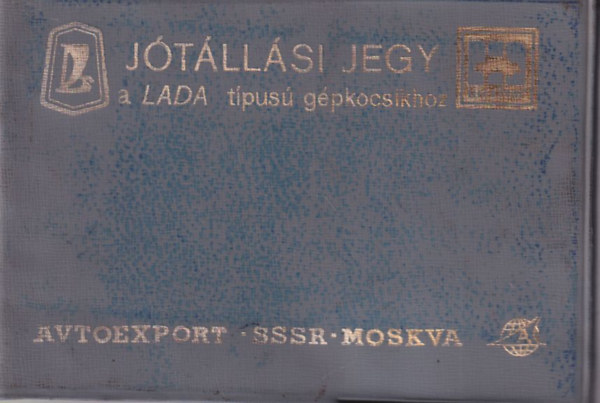 JÓTÁLLÁSI JEGY
a LADA típusú gépkocsikhoz
AVTOEXPORT · SSSR · MOSKVA